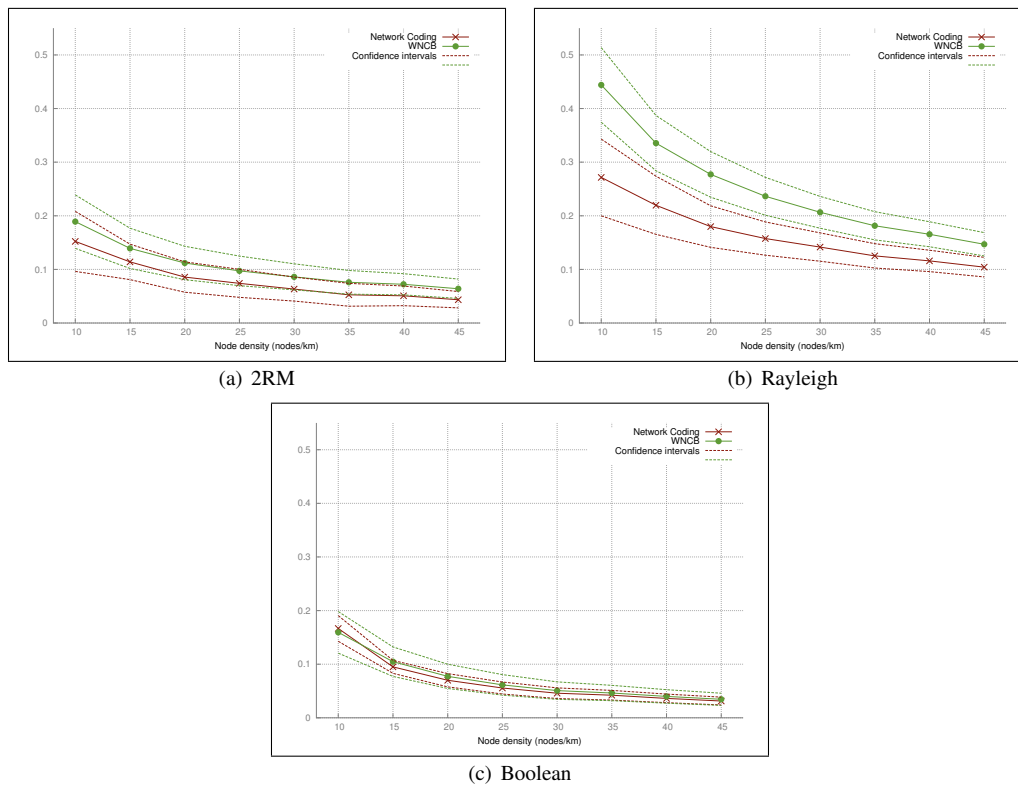 Network Coding
WNCB
Confidence intervals
0.5
0.4
0.3
0.2
0.1
0
10 15 20 25 30 35 40 45
Node density (nodes/km)
(a) 2RM
Network Coding
WNCB
Confidence intervals
0.5
0.4
0.3
0.2
0.1
0
10 15 20 25 30 35 40 45
Node density (nodes/km)
(b) Rayleigh
Network Coding
WNCB
Confidence intervals
0.5
0.4
0.3
0.2
0.1
0
10 15 20 25 30 35 40 45
Node density (nodes/km)
(c) Boolean